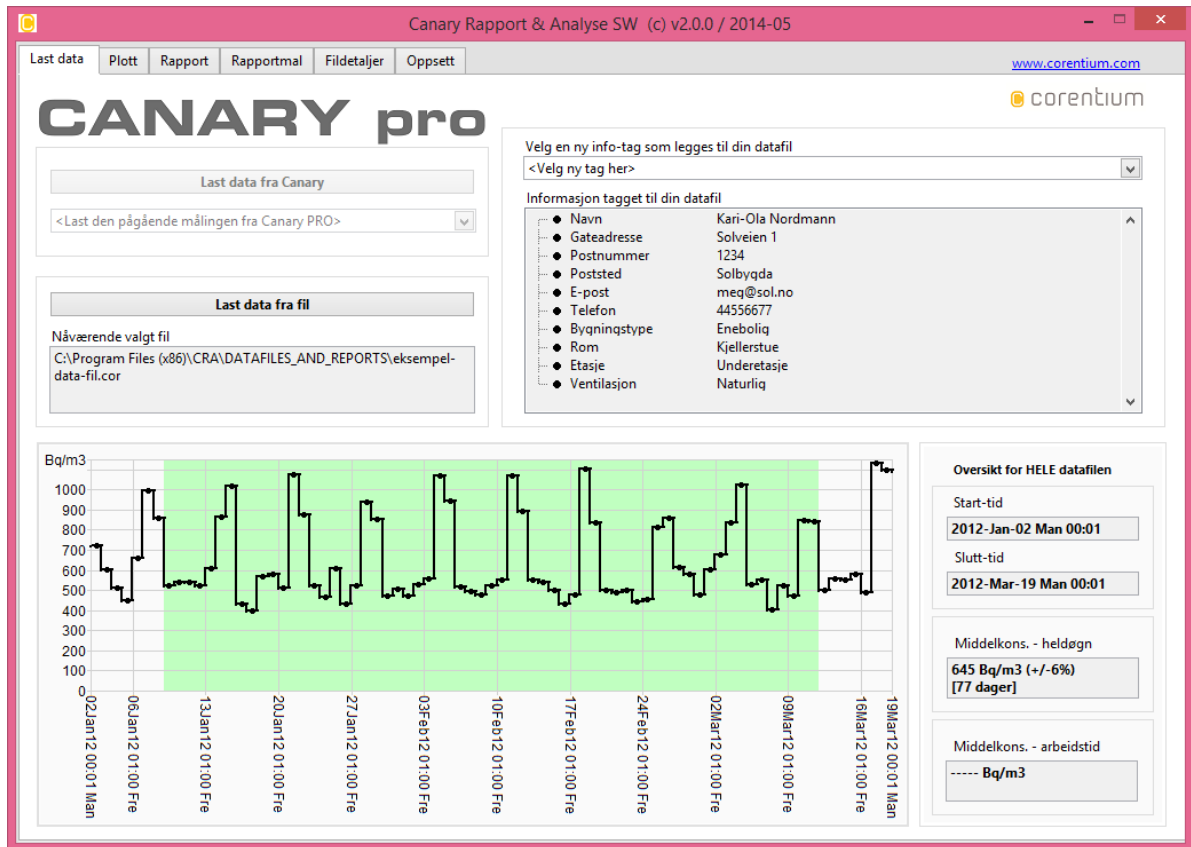 Canary Rapport & Analyse SW (c) v2.0.0 / 2014-05
Last data
Plott
Rapport
Rapportmal
Fildetaljer
Oppsett
www.corentium.com
CANARY pro
corentium
Last data fra Canary
<Last den pågående målingen fra Canary PRO>
Last data fra fil
Nåværende valgt fil
C:\Program Files (x86)\CRA\DATAFILES_AND_REPORTS\eksempel-
data-fil.cor
Velg en ny info-tag som legges til din datafil
<Velg ny tag her>
Informasjon tagget til din datafil
Navn Kari-Ola Nordmann
Gateadresse Solveien 1
Postnummer 1234
Poststed Solbygda
E-post meg@sol.no
Telefon 44556677
Bygningstype Enebolig
Rom Kjellerstue
Etasje Underetasje
Ventilasjon Naturlig
Bq/m3
1000
900
800
700
600
500
400
300
200
100
0
02Jan12 00:01 Man
06Jan12 01:00 Fre
13Jan12 01:00 Fre
20Jan12 01:00 Fre
27Jan12 01:00 Fre
03Feb12 01:00 Fre
10Feb12 01:00 Fre
17Feb12 01:00 Fre
24Feb12 01:00 Fre
02Mar12 01:00 Fre
09Mar12 01:00 Fre
16Mar12 01:00 Fre
19Mar12 00:01 Man
Oversikt for HELE datafilen
Start-tid
2012-Jan-02 Man 00:01
Slutt-tid
2012-Mar-19 Man 00:01
Middelkons. - heldøgn
645 Bq/m3 (+/-6%)
[77 dager]
Middelkons. - arbeidstid
----- Bq/m3